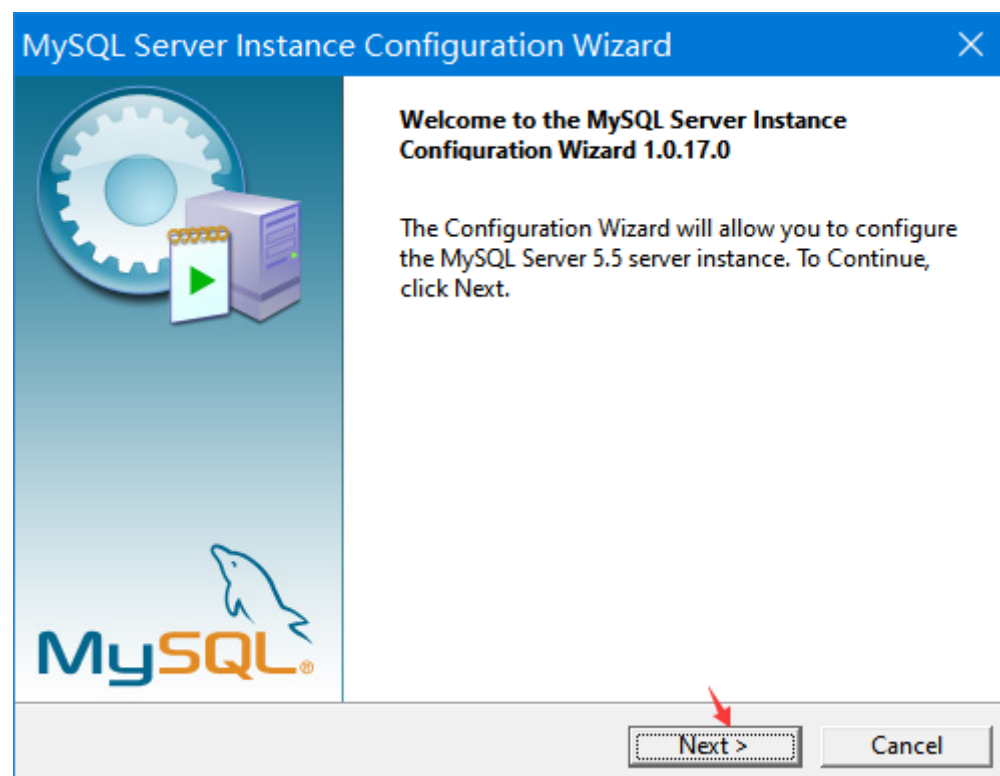 MySQL Server Instance Configuration Wizard
Welcome to the MySQL Server Instance
Configuration Wizard 1.0.17.0
The Configuration Wizard will allow you to configure
the MySQL Server 5.5 server instance. To Continue,
click Next.
MySQL®
Next >
Cancel